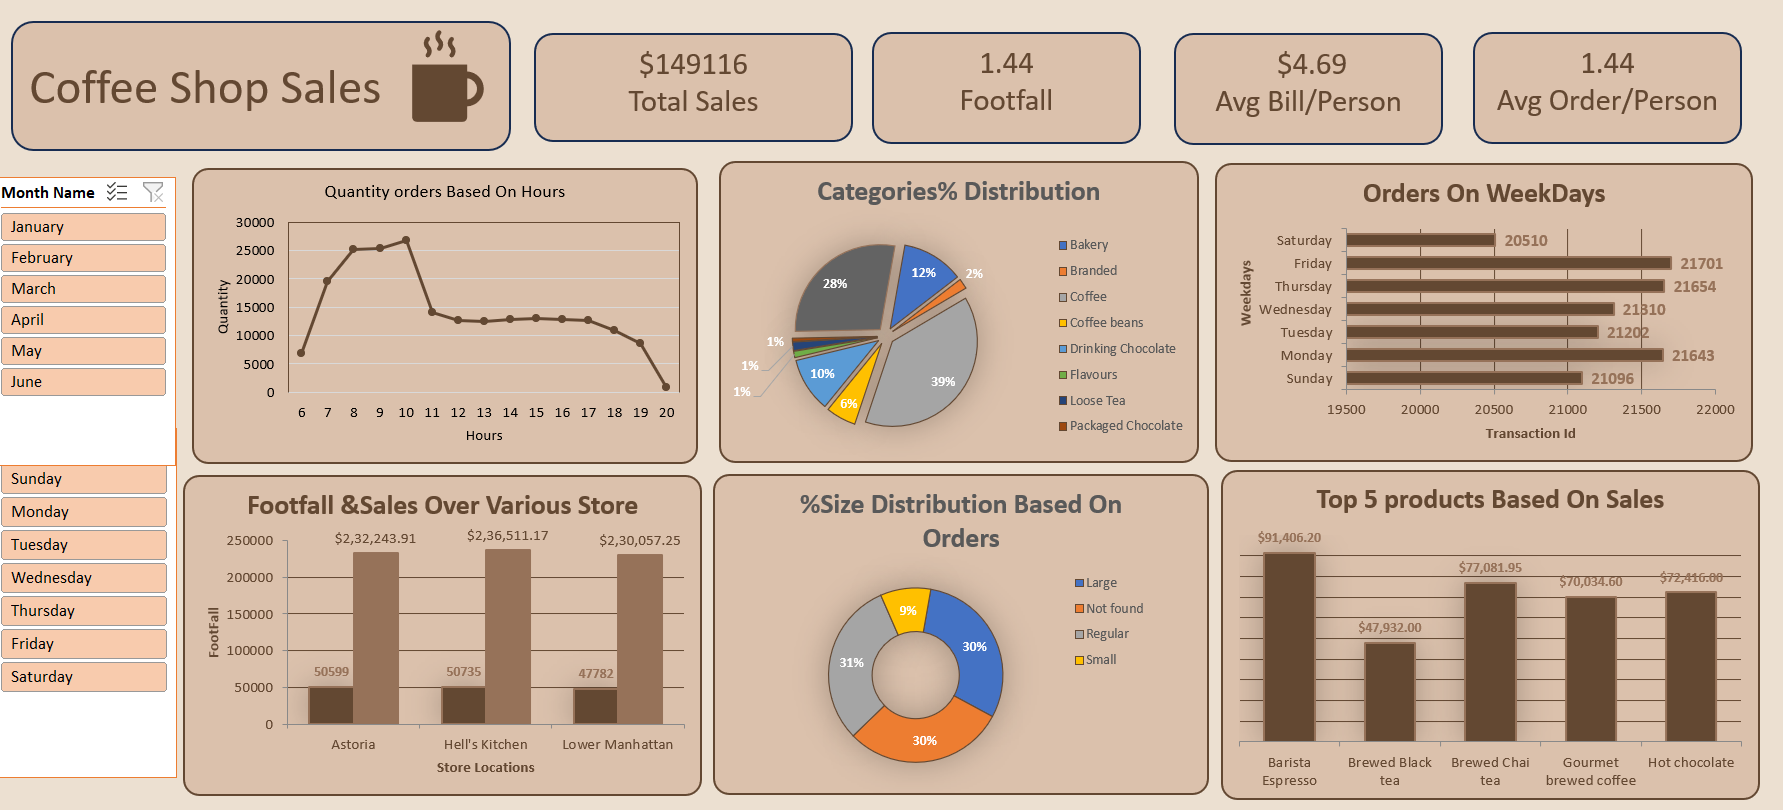 Coffee Shop Sales
$149116
Total Sales
1.44
Footfall
$4.69
Avg Bill/Person
1.44
Avg Order/Person
Month Name
January
February
March
April
May
June
Sunday
Monday
Tuesday
Wednesday
Thursday
Friday
Saturday
Quantity orders Based On Hours
30000
25000
20000
15000
10000
5000
0
Quantity
6 7 8 9 10 11 12 13 14 15 16 17 18 19 20
Hours
Categories% Distribution
28%
12%
2%
39%
6%
10%
1%
1%
1%
Bakery
Branded
Coffee
Coffee beans
Drinking Chocolate
Flavours
Loose Tea
Packaged Chocolate
Orders On WeekDays
Weekdays
Saturday 20510
Friday 21701
Thursday 21654
Wednesday 21310
Tuesday 21202
Monday 21643
Sunday 21096
19500 20000 20500 21000 21500 22000
Transaction Id
Footfall &Sales Over Various Store
FootFall
250000
200000
150000
100000
50000
0
$2,32,243.91
$2,36,511.17
$2,30,057.25
50599
50735
47782
Astoria
Hell's Kitchen
Lower Manhattan
Store Locations
%Size Distribution Based On
Orders
9%
30%
30%
31%
Large
Not found
Regular
Small
Top 5 products Based On Sales
$91,406.20
$47,932.00
$77,081.95
$70,034.60
$72,416.00
Barista
Espresso
Brewed Black
tea
Brewed Chai
tea
Gourmet
brewed coffee
Hot chocolate